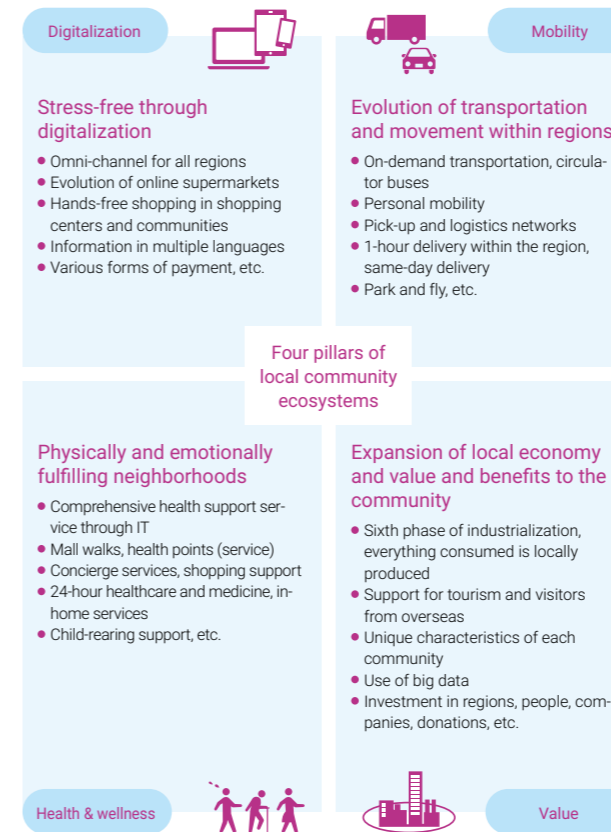 Digitalization
Stress-free through
digitalization
• Omni-channel for all regions
• Evolution of online supermarkets
• Hands-free shopping in shopping
centers and communities
• Information in multiple languages
• Various forms of payment, etc.
Mobility
Evolution of transportation
and movement within regions
• On-demand transportation, circula-
tor buses
• Personal mobility
• Pick-up and logistics networks
• 1-hour delivery within the region,
same-day delivery
• Park and fly, etc.
Four pillars of
local community
ecosystems
Physically and emotionally
fulfilling neighborhoods
• Comprehensive health support ser-
vice through IT
• Mall walks, health points (service)
• Concierge services, shopping support
• 24-hour healthcare and medicine, in-
home services
• Child-rearing support, etc.
Health & wellness
Expansion of local economy
and value and benefits to the
community
• Sixth phase of industrialization,
everything consumed is locally
produced
• Support for tourism and visitors
from overseas
• Unique characteristics of each
community
• Use of big data
• Investment in regions, people, com-
panies, donations, etc.
Value